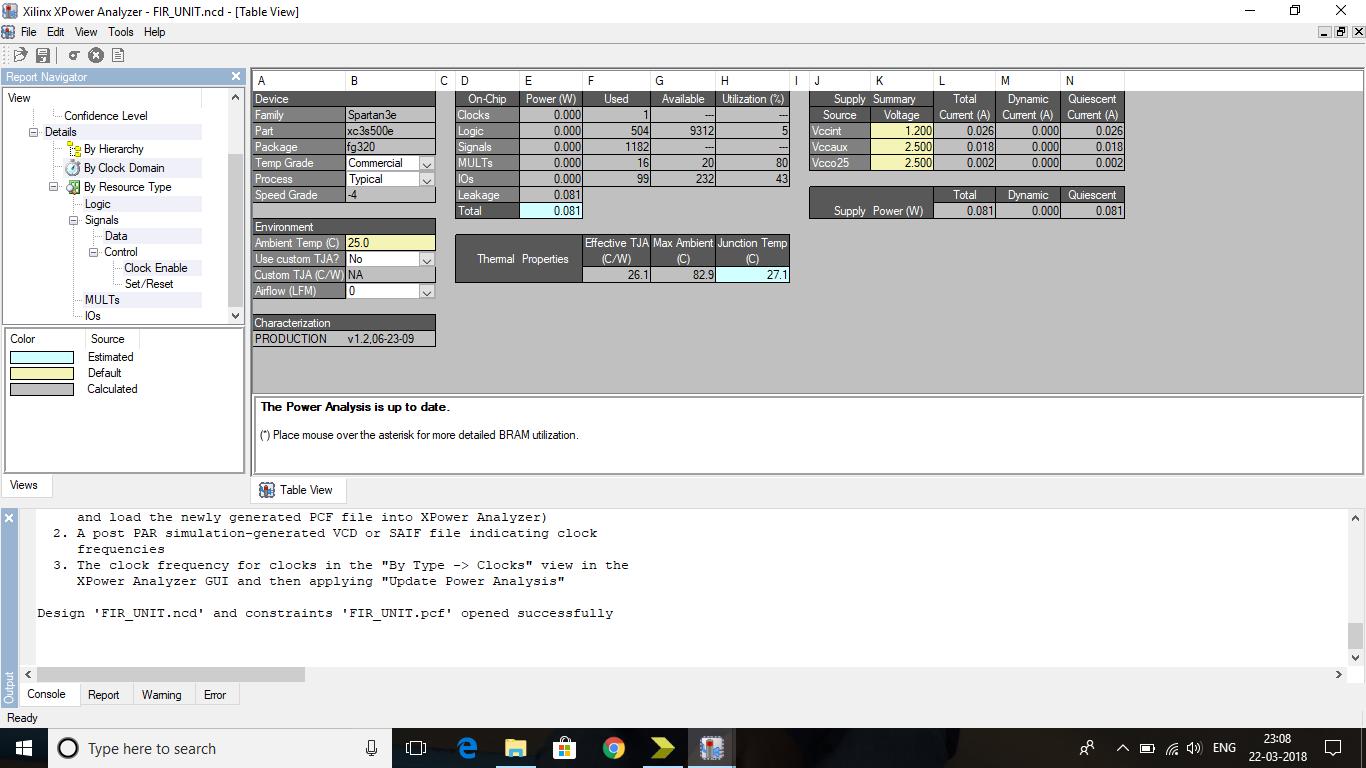 Xilinx XPower Analyzer - FIR_UNIT.ncd - [Table View]
File Edit View Tools Help
Report Navigator
View
Confidence Level
Details
By Hierarchy
By Clock Domain
By Resource Type
Logic
Signals
Data
Control
Clock Enable
Set/Reset
MULTs
IOs
Color Source
Estimated
Default
Calculated
Views
A B C D E F G H I J K L M N
Device
Family Spartan3e
Part xc3s500e
Package fg320
Temp Grade Commercial
Process Typical
Speed Grade -4
Environment
Ambient Temp (C) 25.0
Use custom TJA? No
Custom TJA (C/W) NA
Airflow (LFM) 0
Characterization
PRODUCTION v1.2,06-23-09
On-Chip Power (W) Used Available Utilization (%)
Clocks 0.000 1 --- ---
Logic 0.000 504 9312 5
Signals 0.000 1182 --- ---
MULTs 0.000 16 20 80
IOs 0.000 99 232 43
Leakage 0.081
Total 0.081
Effective TJA Max Ambient Junction Temp
Thermal Properties (C/W) (C) (C)
26.1 82.9 27.1
Supply Summary Total Dynamic Quiescent
Source Voltage Current (A) Current (A) Current (A)
Vccint 1.200 0.026 0.000 0.026
Vccaux 2.500 0.018 0.000 0.018
Vcco25 2.500 0.002 0.000 0.002
Total Dynamic Quiescent
Supply Power (W) 0.081 0.000 0.081
The Power Analysis is up to date.
(*) Place mouse over the asterisk for more detailed BRAM utilization.
Table View
and load the newly generated PCF file into XPower Analyzer)
2. A post PAR simulation-generated VCD or SAIF file indicating clock
frequencies
3. The clock frequency for clocks in the "By Type -> Clocks" view in the
XPower Analyzer GUI and then applying "Update Power Analysis"
Design 'FIR_UNIT.ncd' and constraints 'FIR_UNIT.pcf' opened successfully
Output
Console Report Warning Error
Ready
Type here to search
ENG
23:08
22-03-2018